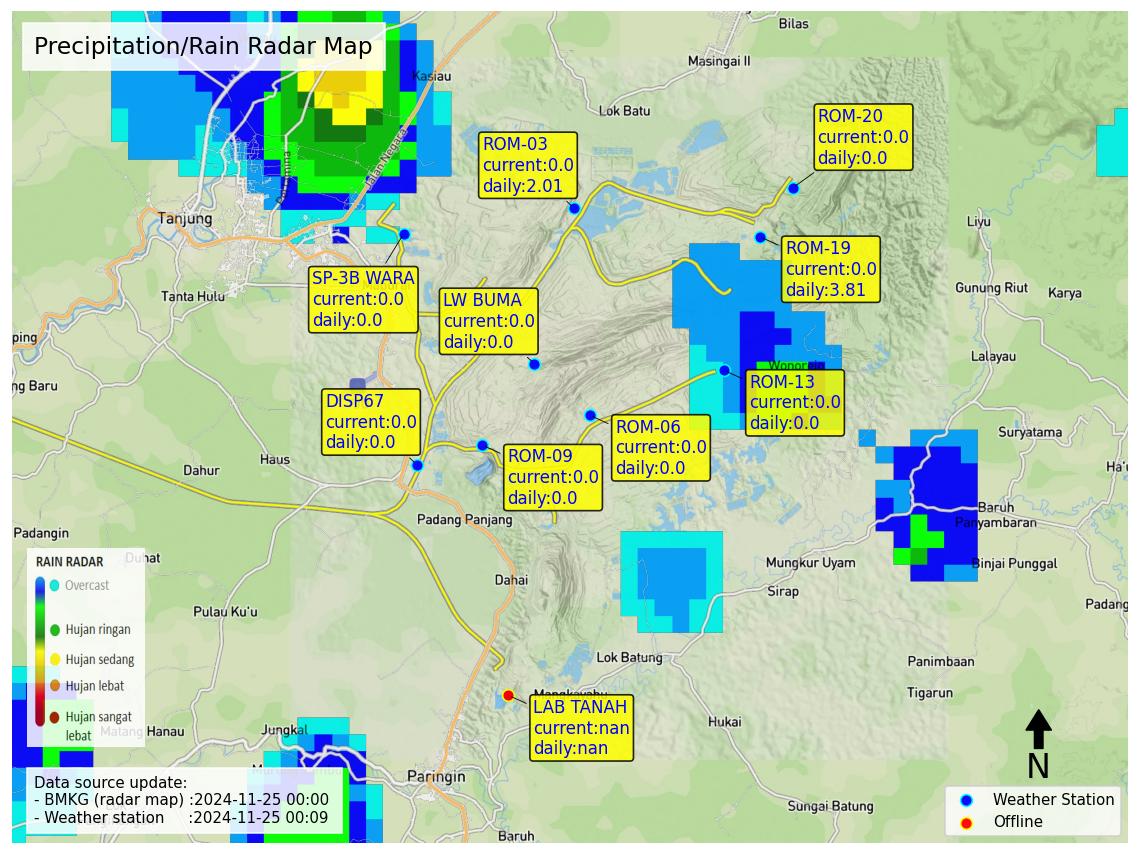 Precipitation/Rain Radar Map
Bilas
Masingai II
Kasiau
Lok Batu
ROM-20
current:0.0
daily:0.0
ROM-03
current:0.0
daily:2.01
Jalan Negara
Tanjung
Liyu
ROM-19
current:0.0
daily:3.81
SP-3B WARA
current:0.0
daily:0.0
LW BUMA
current:0.0
daily:0.0
Tanta Hulu
Gunung Riut
Karya
ping
Lalayau
ng Baru
Wonorejo
ROM-13
current:0.0
daily:0.0
DISP67
current:0.0
daily:0.0
ROM-06
current:0.0
daily:0.0
Suryatama
Haus
Dahur
ROM-09
current:0.0
daily:0.0
Ha'u
Baruh
Panyambaran
Padang Panjang
Padangin
Duhat
RAIN RADAR
Overcast
Hujan ringan
Hujan sedang
Hujan lebat
Hujan sangat
lebat
Mungkur Uyam
Binjai Punggal
Dahai
Sirap
Padang
Pulau Ku'u
Lok Batung
Panimbaan
Tigarun
Mangkayahu
LAB TANAH
current:nan
daily:nan
Hukai
Matang Hanau
Jungkal
N
Paringin
Data source update:
- BMKG (radar map) :2024-11-25 00:00
- Weather station :2024-11-25 00:09
Weather Station
Offline
Sungai Batung
Baruh